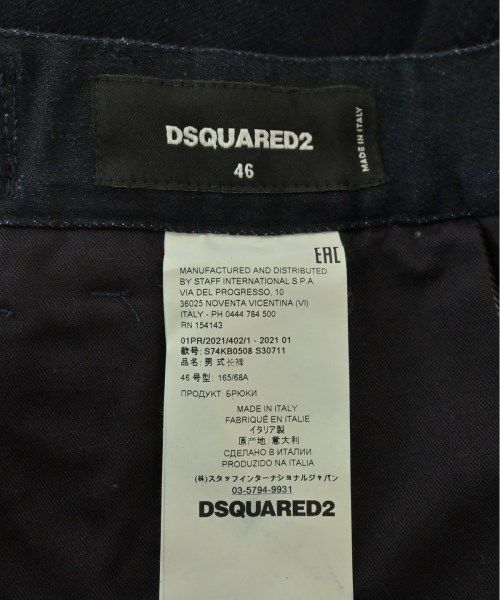 DSQUARED2
46
MADE IN ITALY
EAC
MANUFACTURED AND DISTRIBUTED
BY STAFF INTERNATIONAL S.P.A.
VIA DEL PROGRESSO, 10
36025 NOVENTA VICENTINA (VI)
ITALY - PH 0444 784 500
RN 154143
01PR/2021/402/1 - 2021 01
款号: S74KB0508 S30711
品名: 男 式长裤
46 号型: 165/68A
ПРОДУКТ: БРЮКИ
MADE IN ITALY
FABRIQUÉ EN ITALIE
イタリア製
原产地: 意大利
СДЕЛАНО В ИТАЛИИ
PRODUZIDO NA ITALIA
(株)スタッフインターナショナルジャパン
03-5794-9931
DSQUARED2